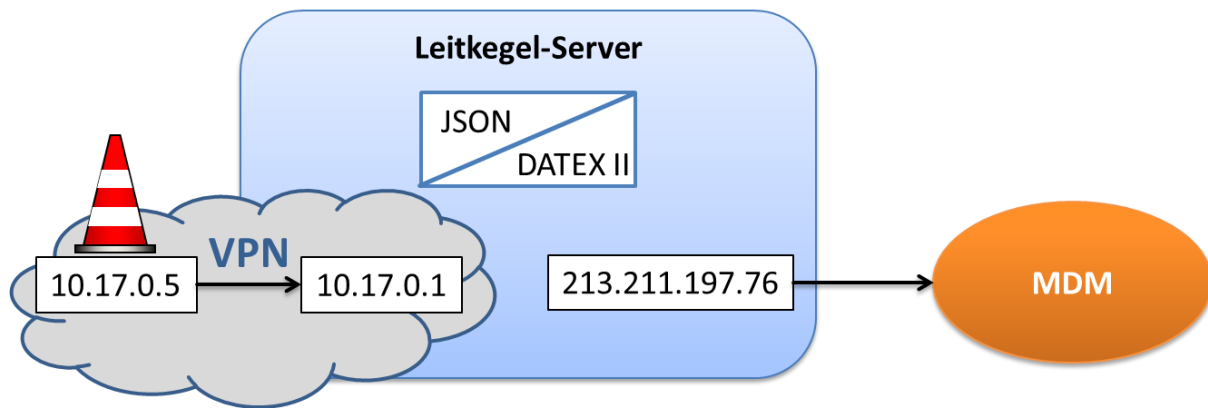 Leitkegel-Server
JSON
DATEX II
VPN
10.17.0.5
10.17.0.1
213.211.197.76
MDM